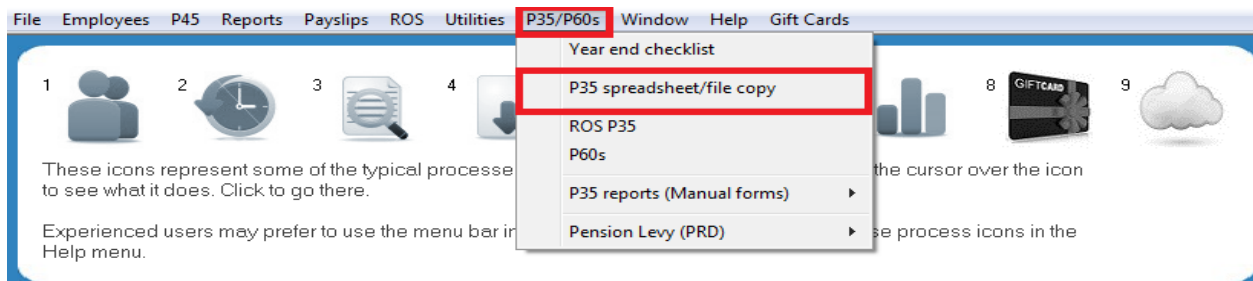 File Employees P45 Reports Payslips ROS Utilities P35/P60s Window Help Gift Cards
Year end checklist
P35 spreadsheet/file copy
ROS P35
P60s
P35 reports (Manual forms)
Pension Levy (PRD)
1 2 3 4 8 GIFTCARD 9
These icons represent some of the typical processe the cursor over the icon
to see what it does. Click to go there.
Experienced users may prefer to use the menu bar in se process icons in the
Help menu.